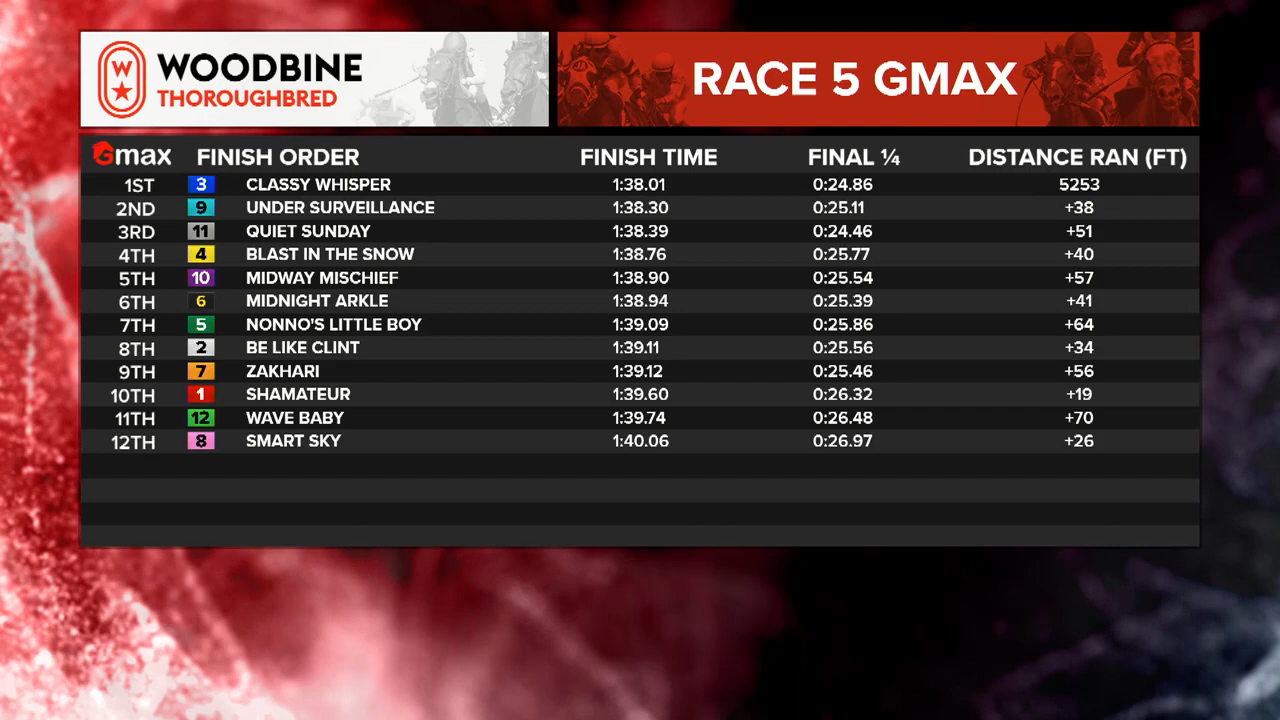 W
WOODBINE
THOROUGHBRED
RACE 5 GMAX
Gmax FINISH ORDER FINISH TIME FINAL ¼ DISTANCE RAN (FT)
1ST 3 CLASSY WHISPER 1:38.01 0:24.86 5253
2ND 9 UNDER SURVEILLANCE 1:38.30 0:25.11 +38
3RD 11 QUIET SUNDAY 1:38.39 0:24.46 +51
4TH 4 BLAST IN THE SNOW 1:38.76 0:25.77 +40
5TH 10 MIDWAY MISCHIEF 1:38.90 0:25.54 +57
6TH 6 MIDNIGHT ARKLE 1:38.94 0:25.39 +41
7TH 5 NONNO'S LITTLE BOY 1:39.09 0:25.86 +64
8TH 2 BE LIKE CLINT 1:39.11 0:25.56 +34
9TH 7 ZAKHARI 1:39.12 0:25.46 +56
10TH 1 SHAMATEUR 1:39.60 0:26.32 +19
11TH 12 WAVE BABY 1:39.74 0:26.48 +70
12TH 8 SMART SKY 1:40.06 0:26.97 +26